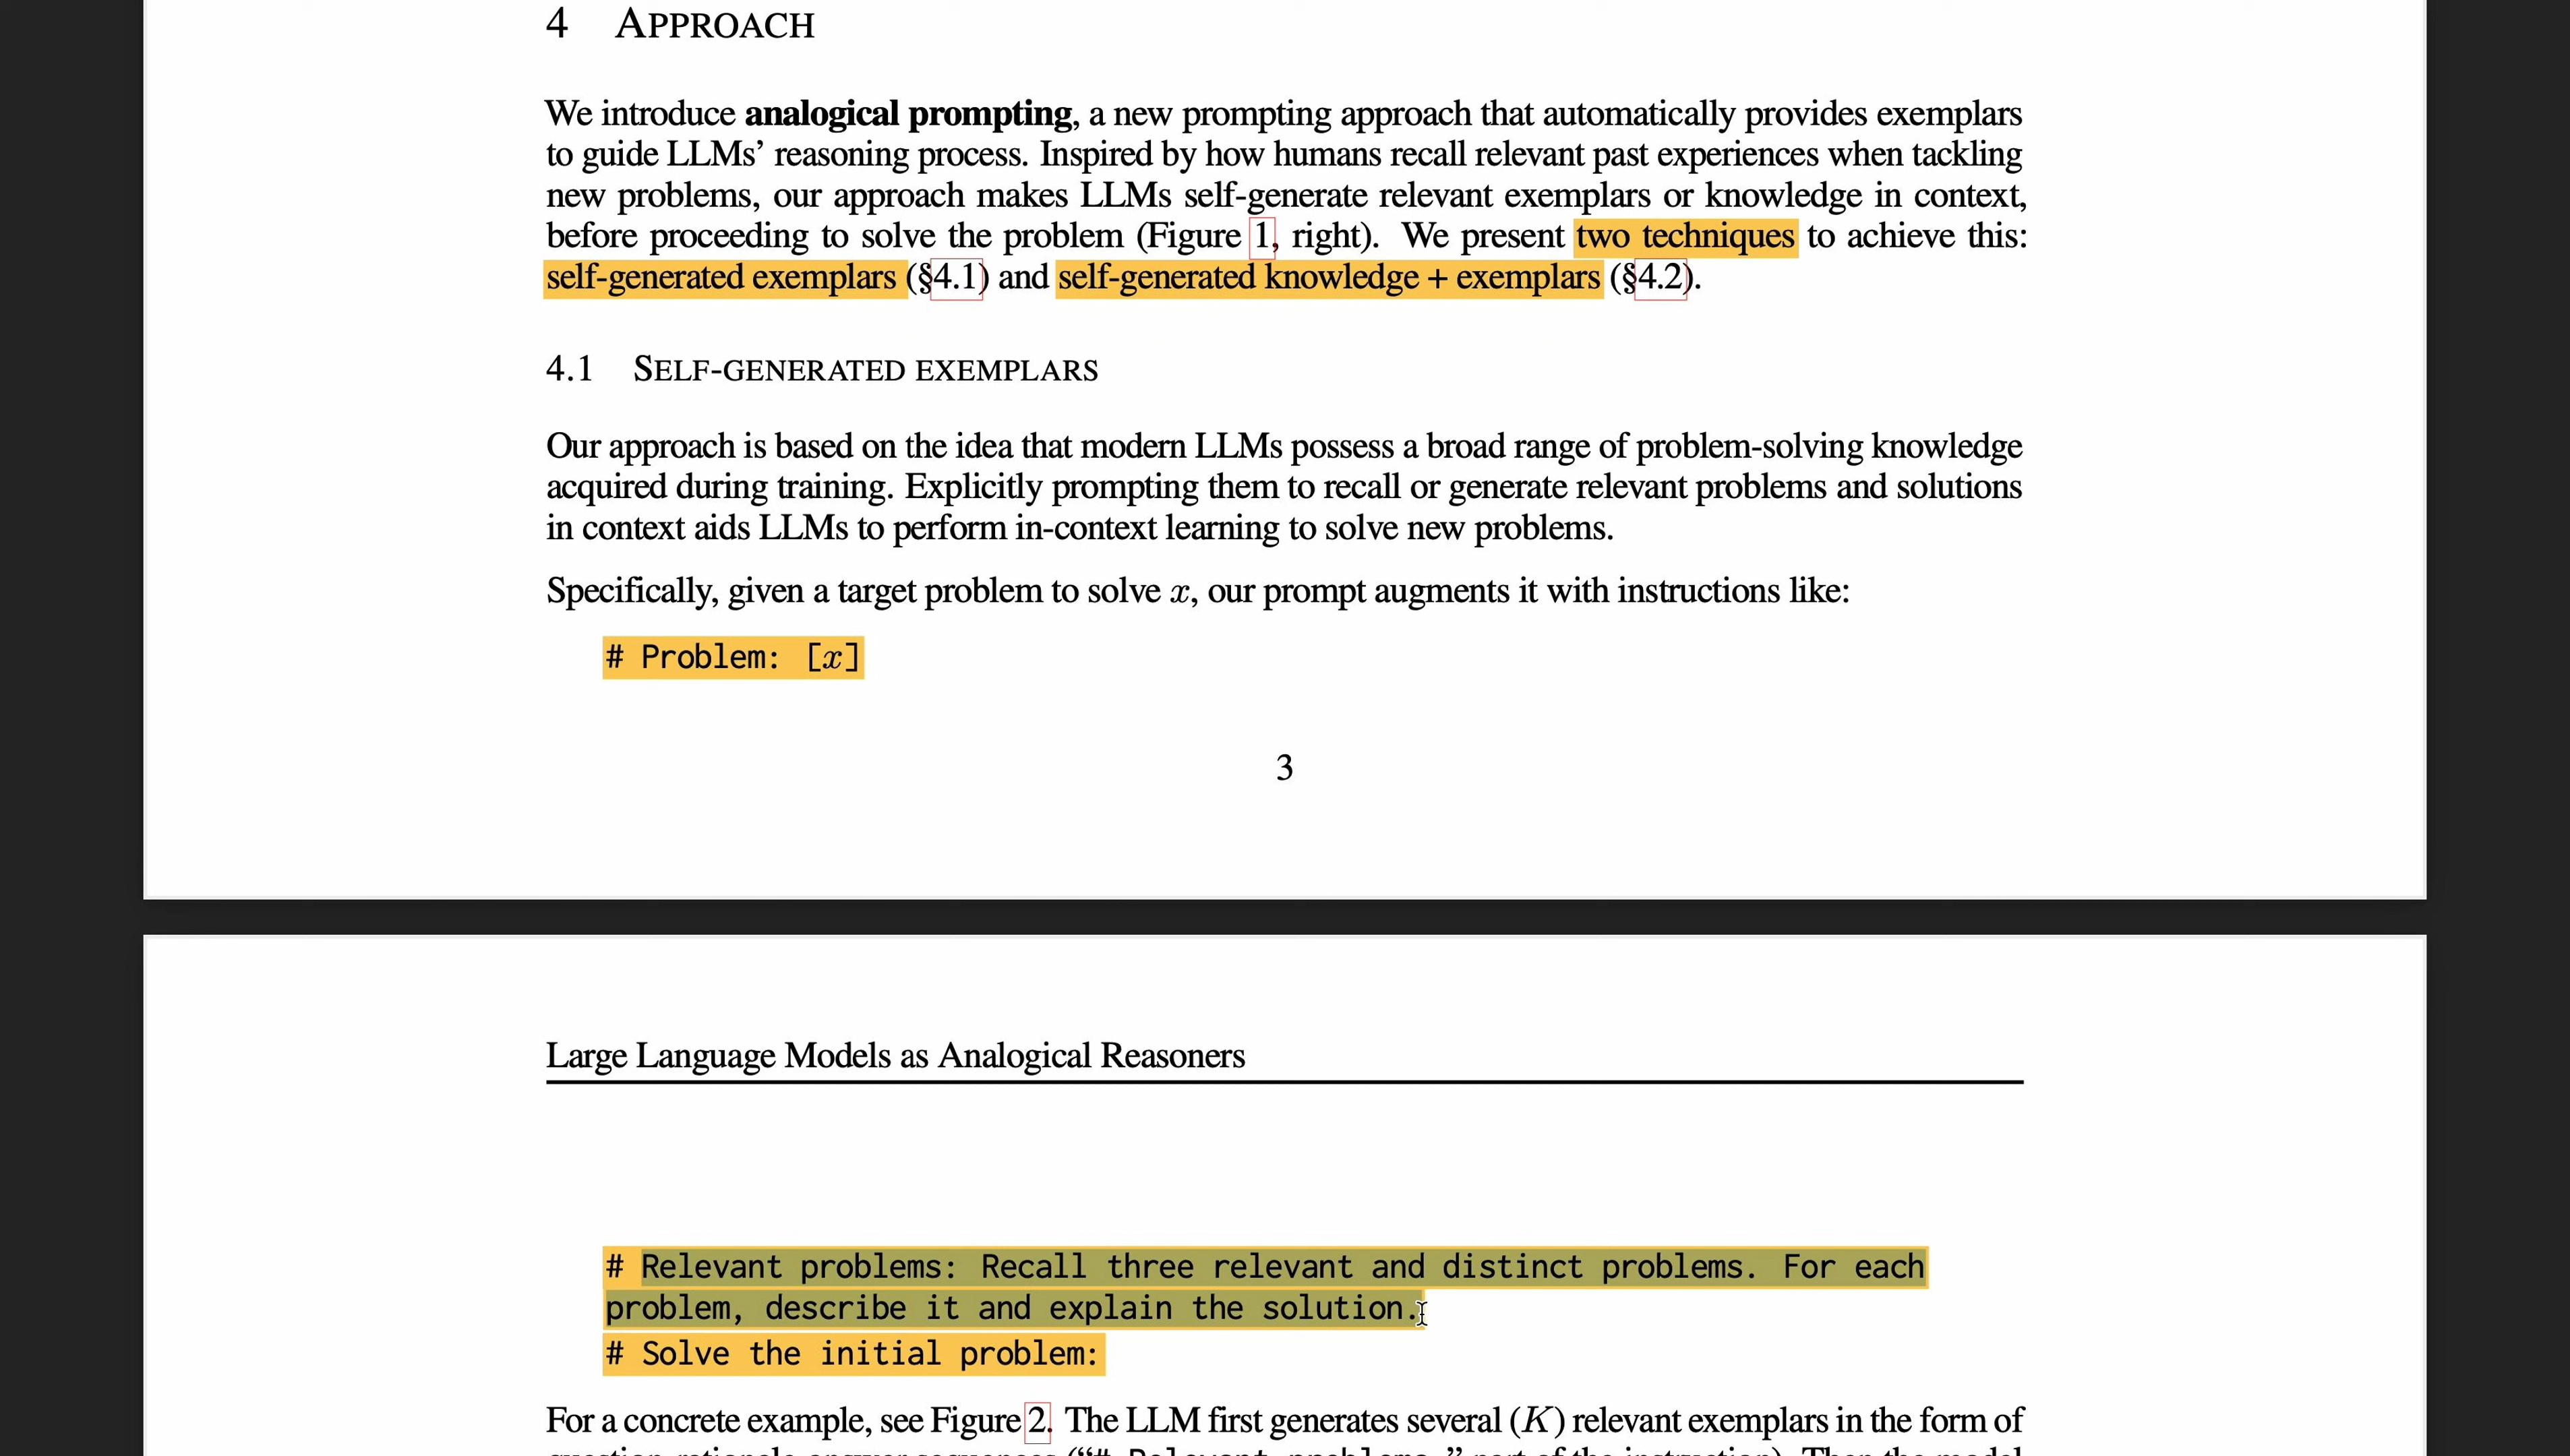 4 APPROACH
We introduce analogical prompting, a new prompting approach that automatically provides exemplars
to guide LLMs’ reasoning process. Inspired by how humans recall relevant past experiences when tackling
new problems, our approach makes LLMs self-generate relevant exemplars or knowledge in context,
before proceeding to solve the problem (Figure 1, right). We present two techniques to achieve this:
self-generated exemplars (§4.1) and self-generated knowledge + exemplars (§4.2).
4.1 SELF-GENERATED EXEMPLARS
Our approach is based on the idea that modern LLMs possess a broad range of problem-solving knowledge
acquired during training. Explicitly prompting them to recall or generate relevant problems and solutions
in context aids LLMs to perform in-context learning to solve new problems.
Specifically, given a target problem to solve x, our prompt augments it with instructions like:
# Problem: [x]
3
Large Language Models as Analogical Reasoners
# Relevant problems: Recall three relevant and distinct problems. For each
problem, describe it and explain the solution.
# Solve the initial problem:
For a concrete example, see Figure 2. The LLM first generates several (K) relevant exemplars in the form of